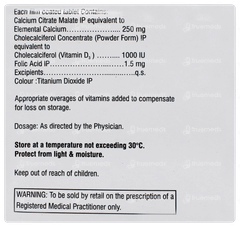 Each film coated tablet Contains:
Calcium Citrate Malate IP equivalent to
Elemental Calcium.................... 250 mg
Cholecalciferol Concentrate (Powder Form) IP
equivalent to
Cholecalciferol (Vitamin D₃) .......... 1000 IU
Folic Acid IP..........................1.5 mg
Excipients...............................q.s.
Colour :Titanium Dioxide IP
Appropriate overages of vitamins added to compensate
for loss on storage.
Dosage: As directed by the Physician.
Store at a temperature not exceeding 30°C.
Protect from light & moisture.
Keep out of reach of children.
WARNING: To be sold by retail on the prescription of a
Registered Medical Practitioner only.